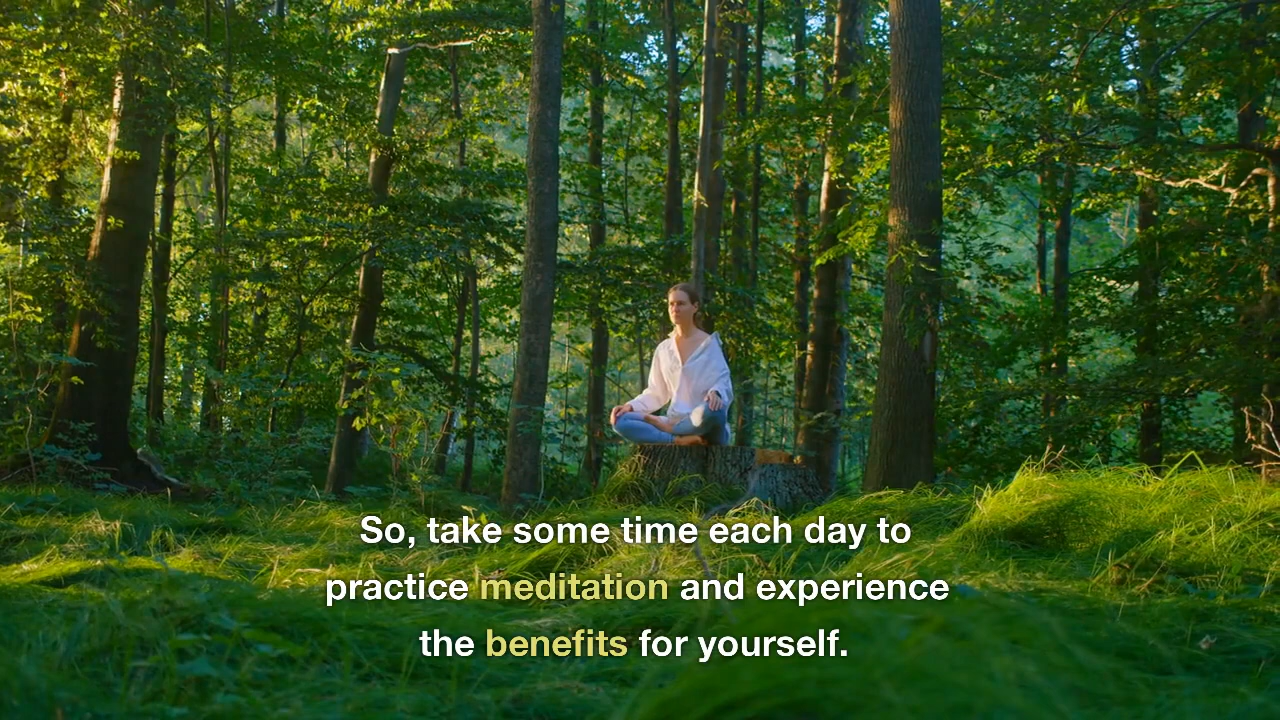 So, take some time each day to
practice meditation and experience
the benefits for yourself.